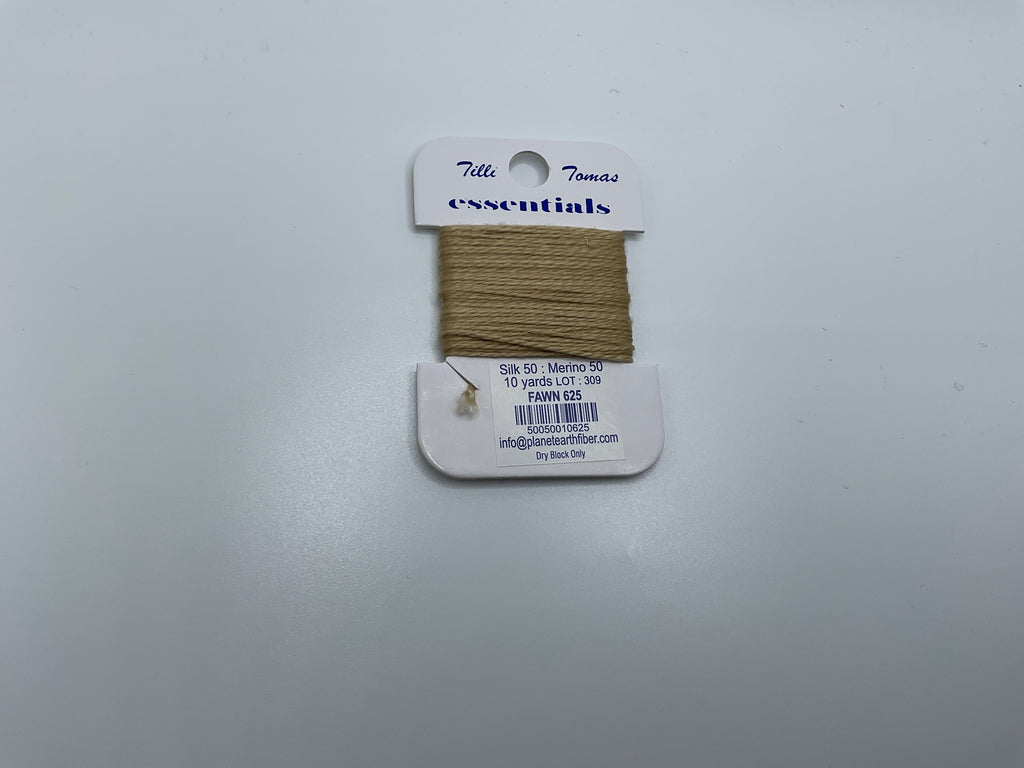 Tilli Tomas
essentials
Silk 50 : Merino 50
10 yards LOT : 309
FAWN 625
50050010625
info@planetearthfiber.com
Dry Block Only